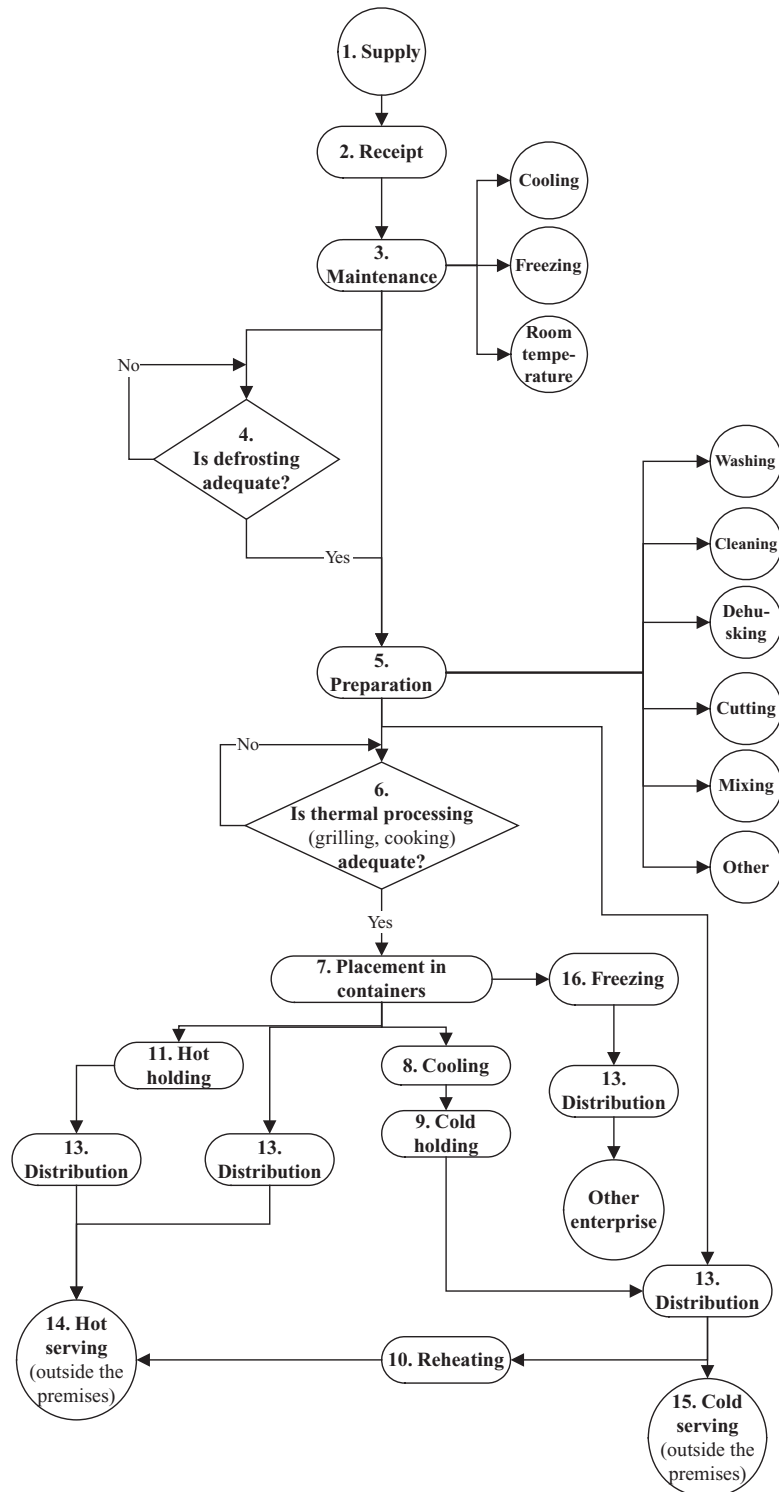 1. Supply
2. Receipt
Cooling
3.
Maintenance
Freezing
Room
tempe-
rature
No
4.
Is defrosting
adequate?
Yes
Washing
Cleaning
Dehu-
sking
5.
Preparation
Cutting
No
Mixing
6.
Is thermal processing
(grilling, cooking)
adequate?
Other
Yes
7. Placement in
containers
16. Freezing
11. Hot
holding
8. Cooling
13.
Distribution
9. Cold
holding
13.
Distribution
13.
Distribution
Other
enterprise
13.
Distribution
14. Hot
serving
(outside the
premises)
10. Reheating
15. Cold
serving
(outside the
premises)